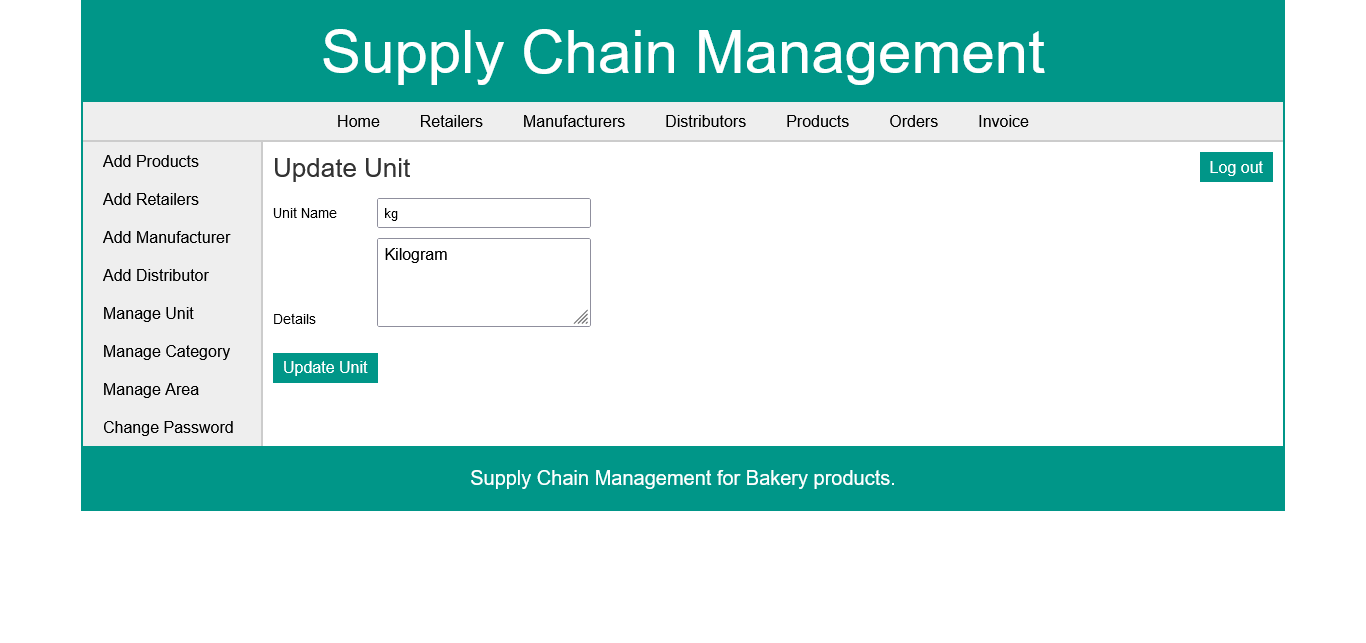 Supply Chain Management
Home Retailers Manufacturers Distributors Products Orders Invoice
Add Products
Add Retailers
Add Manufacturer
Add Distributor
Manage Unit
Manage Category
Manage Area
Change Password
Update Unit
Log out
Unit Name kg
Kilogram
Details
Update Unit
Supply Chain Management for Bakery products.